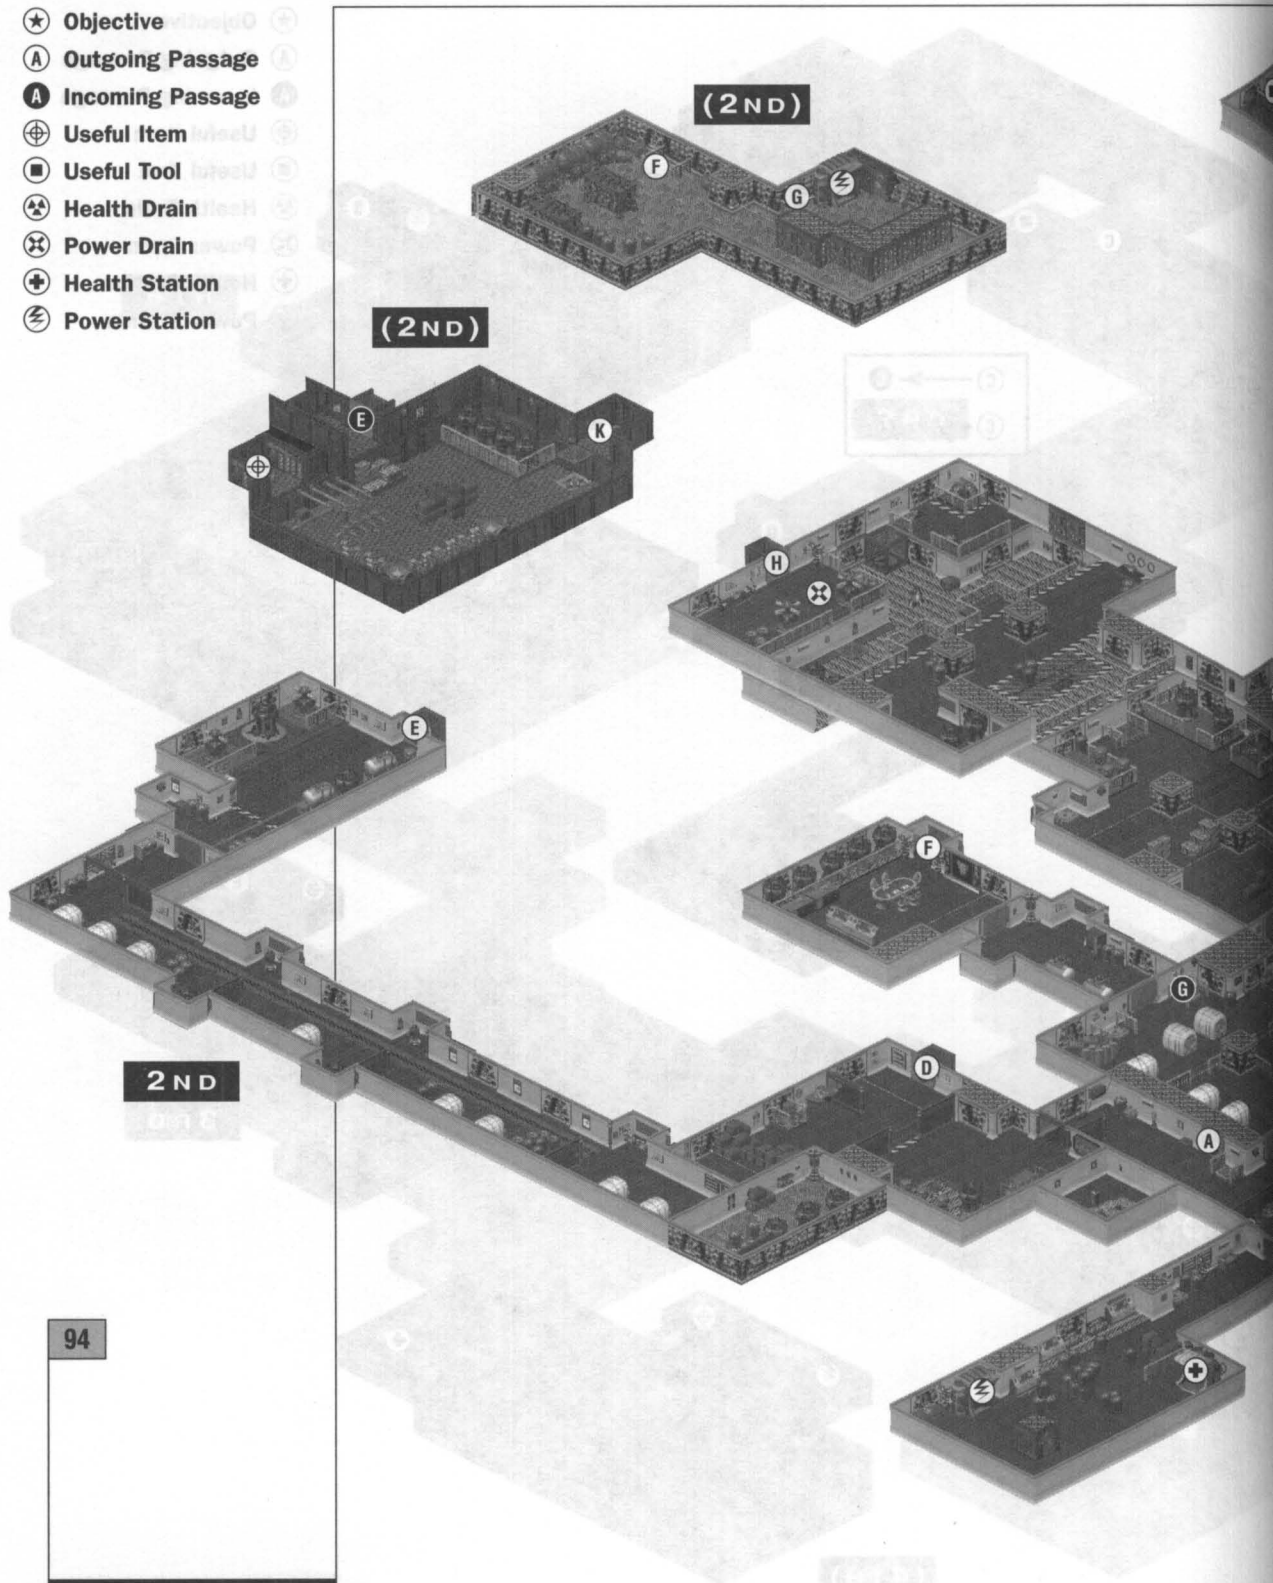 Objective
A Outgoing Passage
A Incoming Passage
Useful Item
Useful Tool
Health Drain
Power Drain
Health Station
Power Station
(2ND)
F
G
(2ND)
E
K
H
E
F
G
2ND
D
A
94